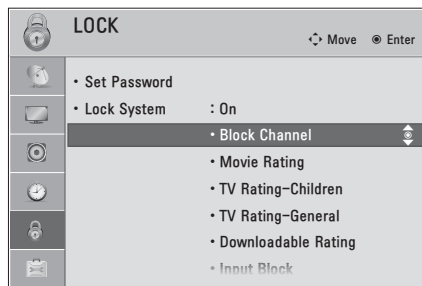 LOCK
Move Enter
• Set Password
• Lock System : On
• Block Channel
• Movie Rating
• TV Rating-Children
• TV Rating-General
• Downloadable Rating
• Input Block